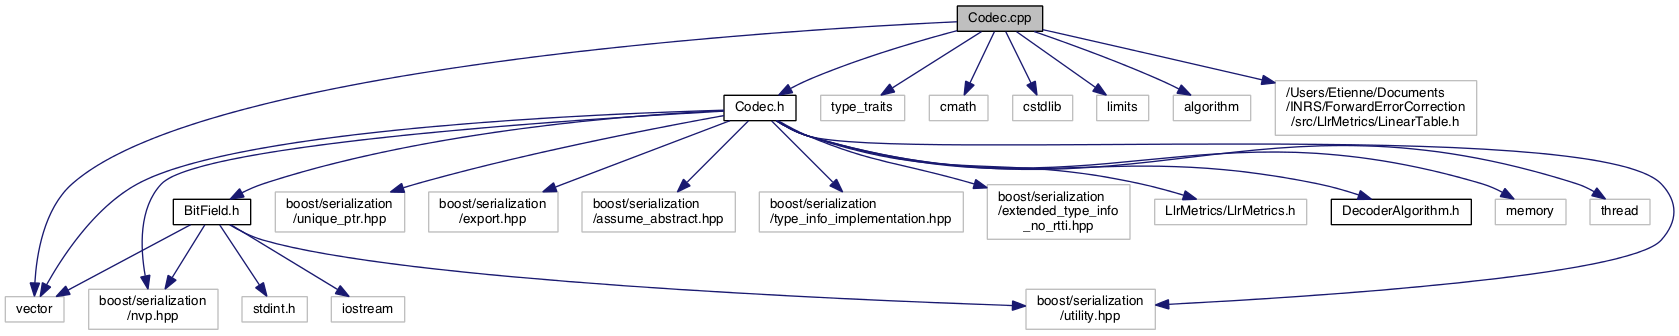 Codec.cpp
Codec.h
type_traits
cmath
cstdlib
limits
algorithm
/Users/Etienne/Documents
/INRS/ForwardErrorCorrection
/src/LlrMetrics/LinearTable.h
BitField.h
boost/serialization
/unique_ptr.hpp
boost/serialization
/export.hpp
boost/serialization
/assume_abstract.hpp
boost/serialization
/type_info_implementation.hpp
boost/serialization
/extended_type_info
_no_rtti.hpp
LlrMetrics/LlrMetrics.h
DecoderAlgorithm.h
memory
thread
vector
boost/serialization
/nvp.hpp
stdint.h
iostream
boost/serialization
/utility.hpp